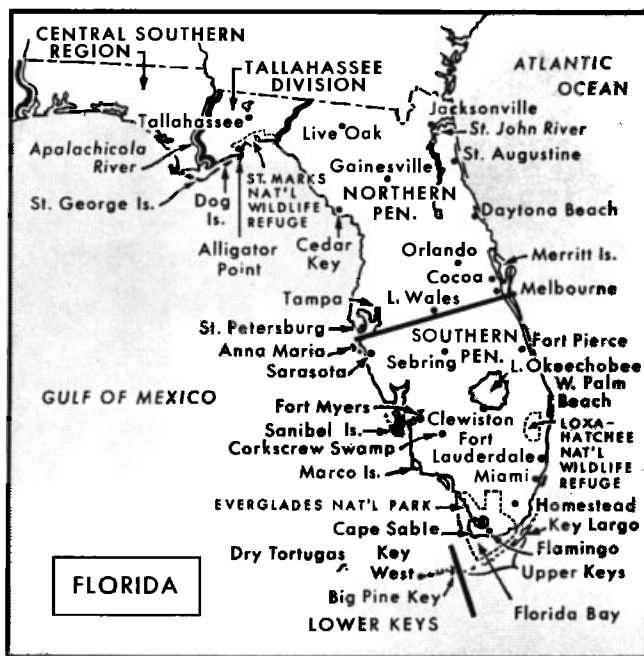 CENTRAL SOUTHERN
REGION
TALLAHASSEE
DIVISION
ATLANTIC
OCEAN
Tallahassee
Live Oak
Jacksonville
St. John River
Apalachicola
River
Gainesville
St. Augustine
ST. MARKS
NAT'L
WILDLIFE
REFUGE
NORTHERN
PEN.
St. George Is.
Dog
Is.
Alligator
Point
Cedar
Key
Daytona Beach
Orlando
Merritt Is.
Cocoa
Melbourne
Tampa
L. Wales
St. Petersburg
SOUTHERN
PEN.
Fort Pierce
Anna Maria
Sebring
Sarasota
L. Okeechobee
GULF OF MEXICO
W. Palm
Beach
Fort Myers
Clewiston
LOXA-
HATCHEE
NAT'L
WILDLIFE
REFUGE
Sanibel Is.
Corkscrew Swamp
Fort
Lauderdale
Marco Is.
Miami
EVERGLADES NAT'L PARK
Homestead
Cape Sable
Key Largo
Dry Tortugas
Key
West
Flamingo
Upper Keys
FLORIDA
Big Pine Key
Florida Bay
LOWER KEYS